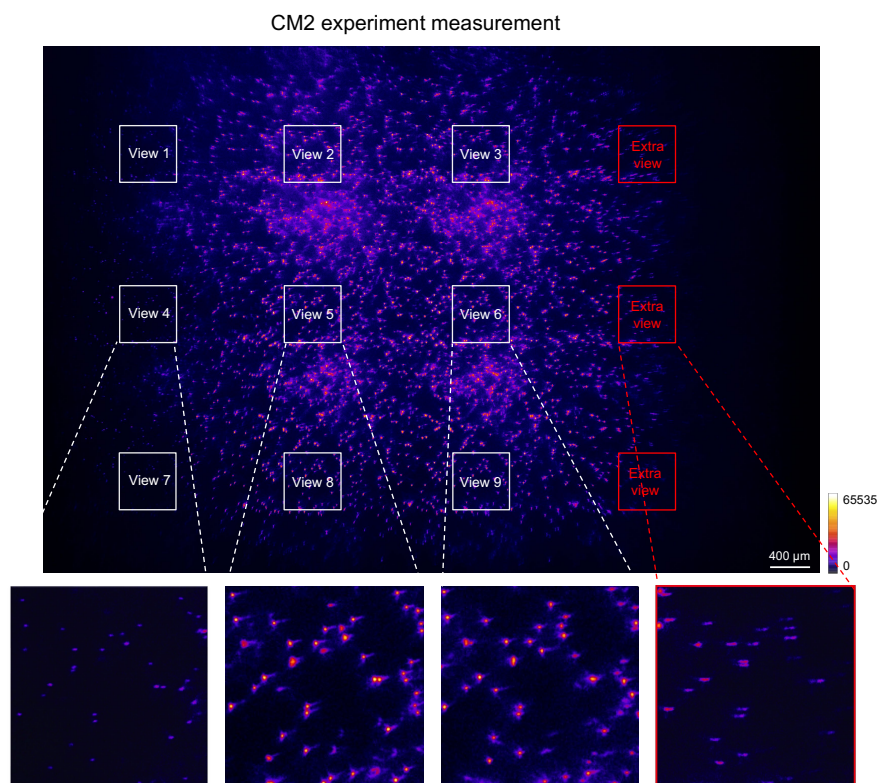 CM2 experiment measurement
View 1
View 2
View 3
Extra
view
View 4
View 5
View 6
Extra
view
View 7
View 8
View 9
Extra
view
65535
0
400 μm